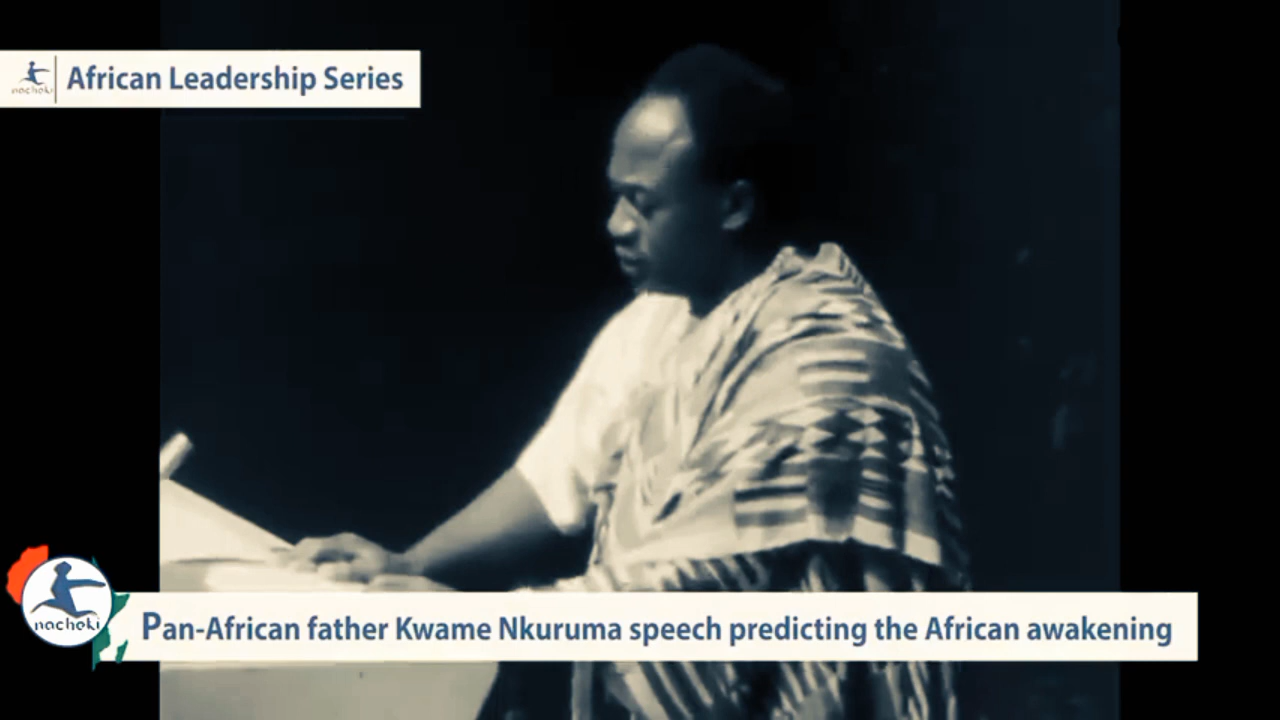 nachoki
African Leadership Series
nachoki
Pan-African father Kwame Nkuruma speech predicting the African awakening